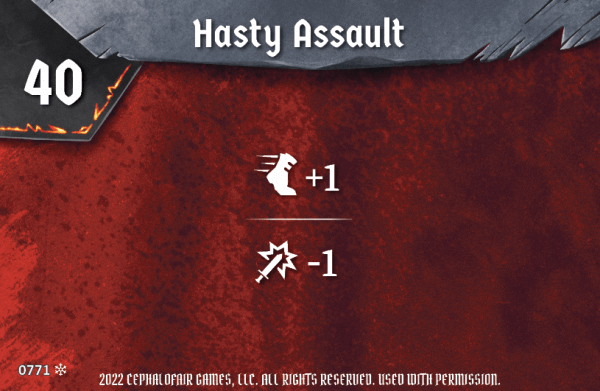 Hasty Assault
40
+1
-1
0771
2022 CEPHALOFAIR GAMES, LLC. ALL RIGHTS RESERVED. USED WITH PERMISSION.